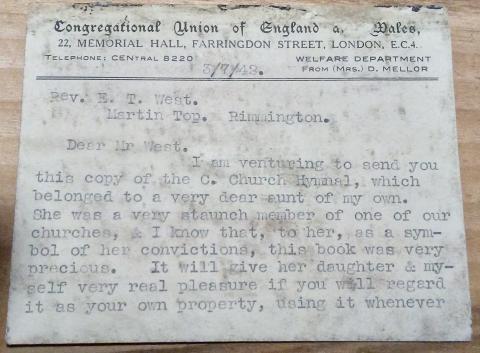 Congregational Union of England a, Wales,
22, MEMORIAL HALL, FARRINGDON STREET, LONDON, E.C.4.
TELEPHONE: CENTRAL 8220
WELFARE DEPARTMENT
FROM (MRS.) D. MELLOR
3/7/42.
Rev. E. T. West.
Martin Top. Rimmington.
Dear Mr West.
I am venturing to send you
this copy of the C. Church Hymnal, which
belonged to a very dear aunt of my own.
She was a very staunch member of one of our
churches, & I know that, to her, as a sym-
bol of her convictions, this book was very
precious. It will give her daughter & my-
self very real pleasure if you will regard
it as your own property, using it whenever